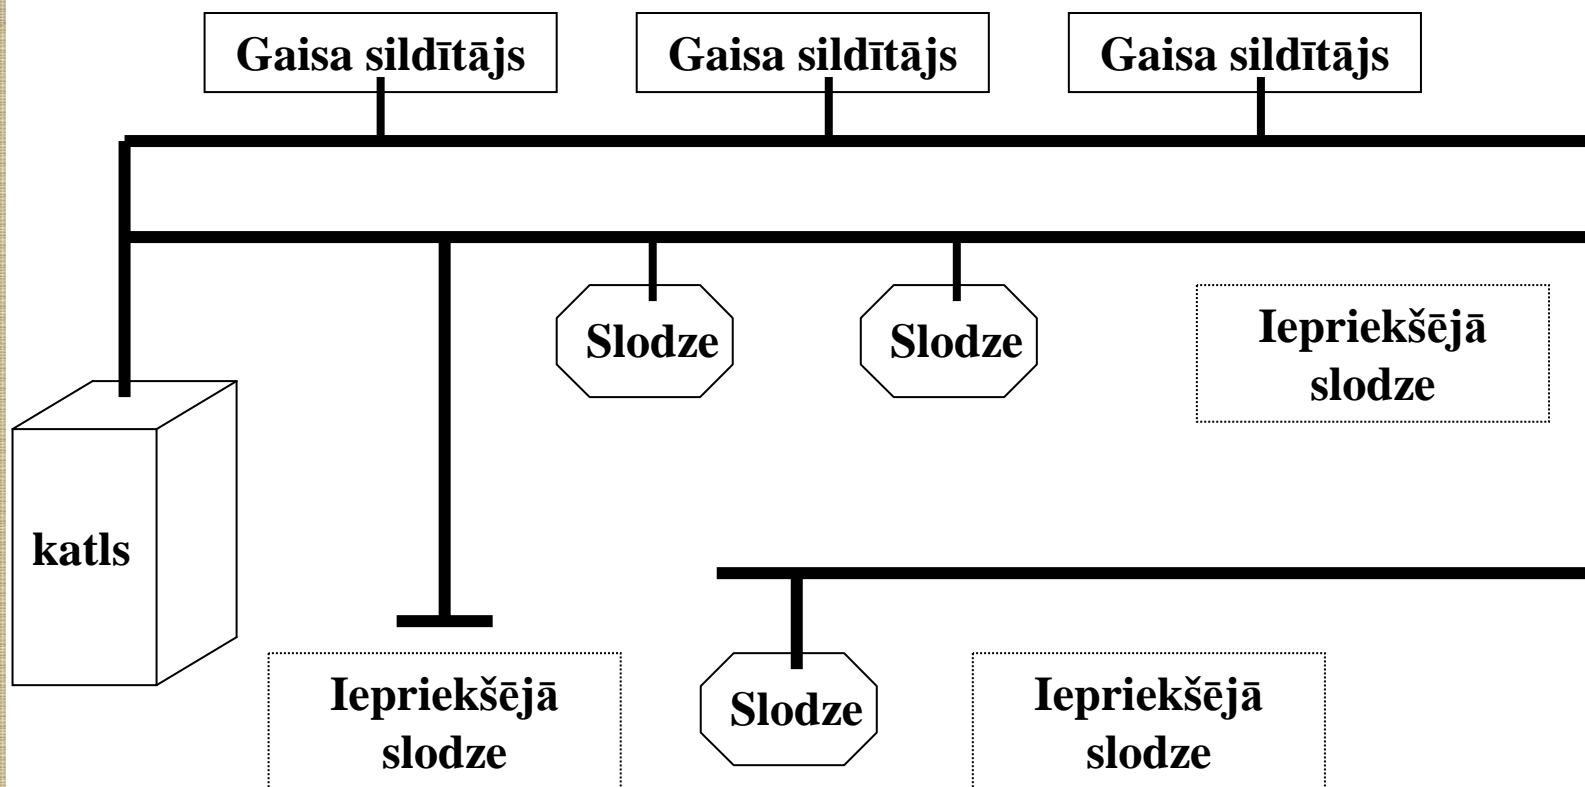 Gaisa sildītājs
Gaisa sildītājs
Gaisa sildītājs
Slodze
Slodze
Iepriekšējā
slodze
katls
Iepriekšējā
slodze
Slodze
Iepriekšējā
slodze